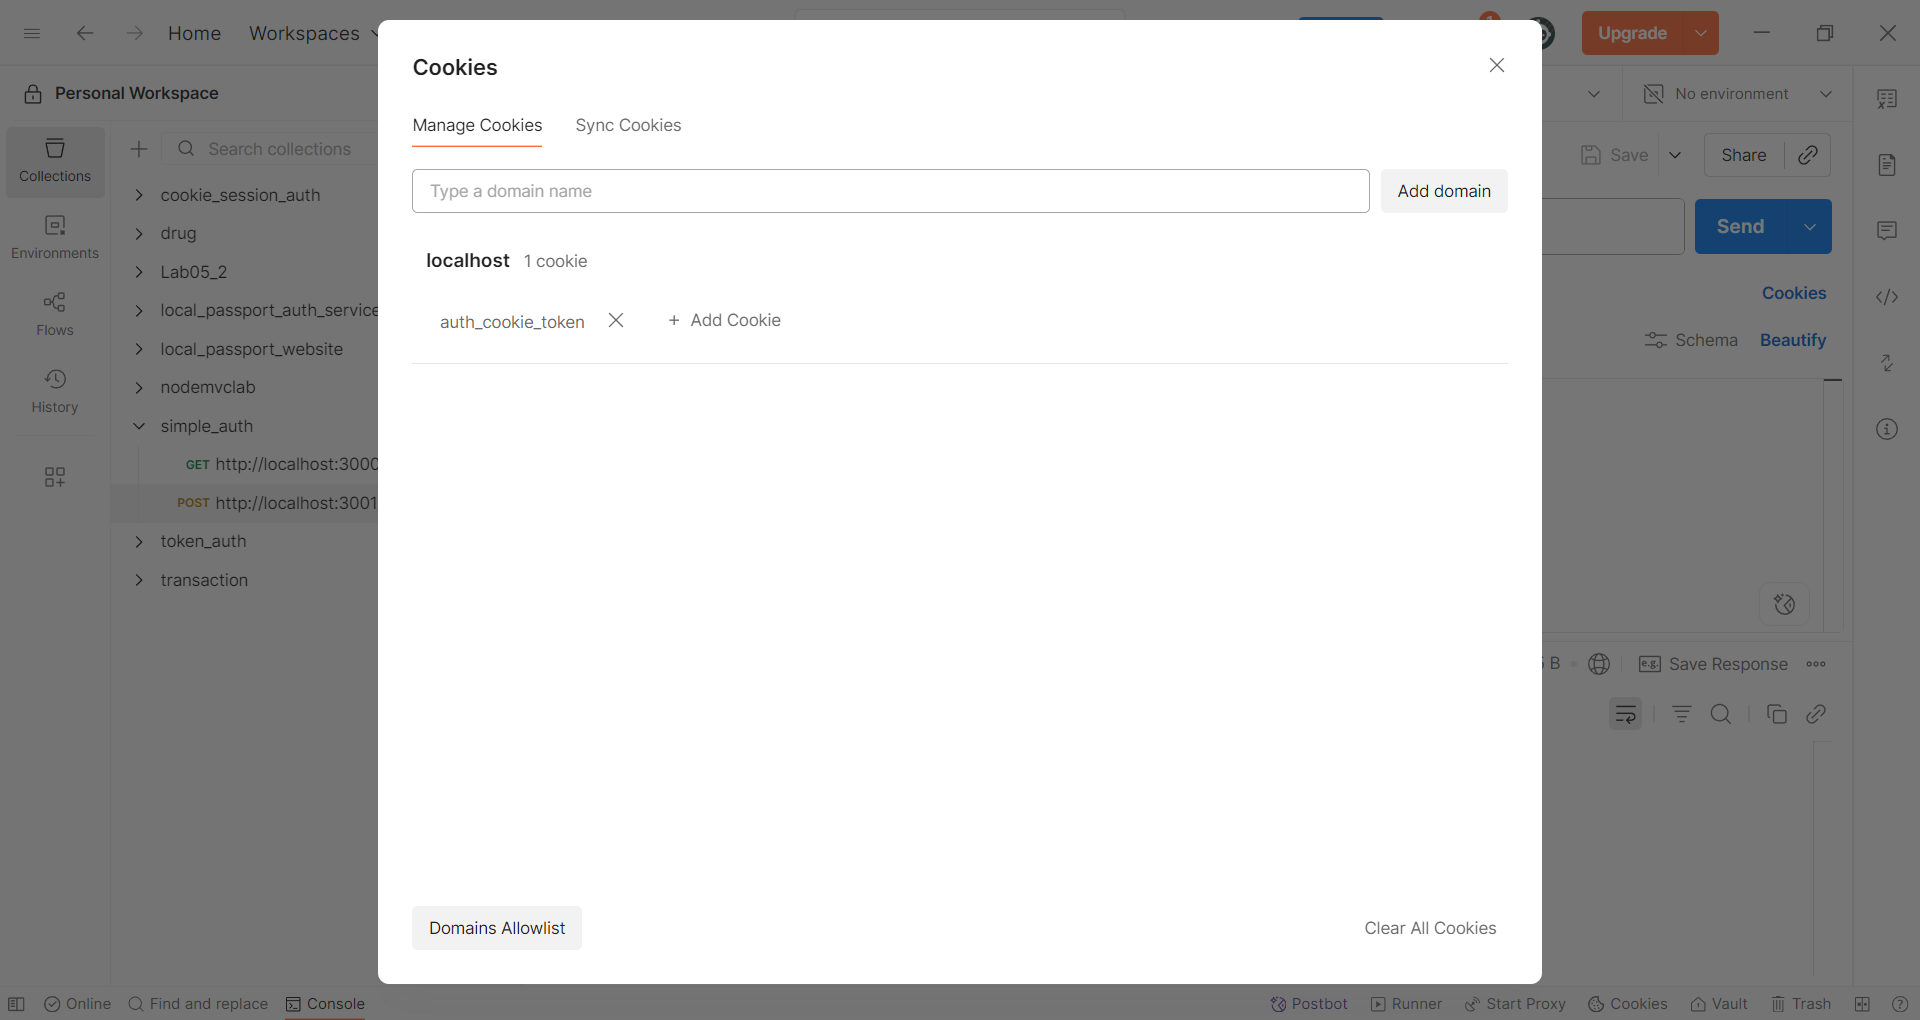 Home
Workspaces
1
Upgrade
Personal Workspace
No environment
Cookies
Manage Cookies
Sync Cookies
Type a domain name
Add domain
localhost
1 cookie
auth_cookie_token
+ Add Cookie
Domains Allowlist
Clear All Cookies
Collections
Environments
Flows
History
Search collections
cookie_session_auth
drug
Lab05_2
local_passport_auth_service
local_passport_website
nodemvclab
simple_auth
GET http://localhost:3000
POST http://localhost:3001
token_auth
transaction
Save
Share
Send
Cookies
Schema
Beautify
B
e.g. Save Response
Online
Find and replace
Console
Postbot
Runner
Start Proxy
Cookies
Vault
Trash